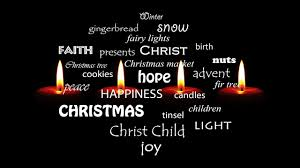 Winter
gingerbread snow
fairy lights
FAITH presents CHRIST birth
Christmas tree Christmas market nuts
cookies hope advent
peace fir tree
HAPPINESS candles
CHRISTMAS tinsel children
Christ Child LIGHT
joy